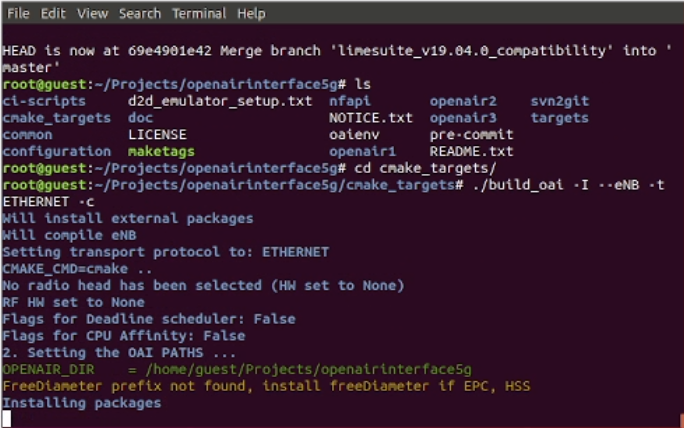 File Edit View Search Terminal Help
HEAD is now at 69e4901e42 Merge branch 'limesuite_v19.04.0_compatibility' into '
master'
root@guest:~/Projects/openairinterface5g# ls
ci-scripts d2d_emulator_setup.txt nfapi openair2 svn2git
cmake_targets doc NOTICE.txt openair3 targets
common LICENSE oaienv pre-commit
configuration maketags openair1 README.txt
root@guest:~/Projects/openairinterface5g# cd cmake_targets/
root@guest:~/Projects/openairinterface5g/cmake_targets# ./build_oai -I --eNB -t
ETHERNET -c
Will install external packages
Will compile eNB
Setting transport protocol to: ETHERNET
CMAKE_CMD=cmake ..
No radio head has been selected (HW set to None)
RF HW set to None
Flags for Deadline scheduler: False
Flags for CPU Affinity: False
2. Setting the OAI PATHS ...
OPENAIR_DIR = /home/guest/Projects/openairinterface5g
FreeDiameter prefix not found, install freeDiameter if EPC, HSS
Installing packages